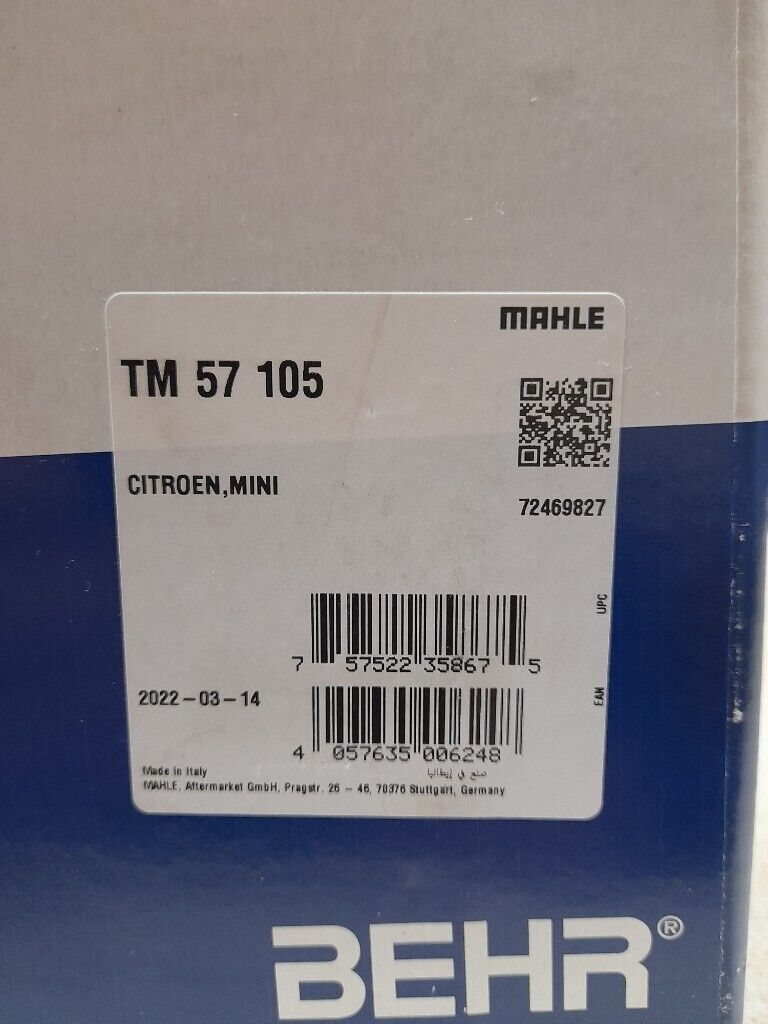 MAHLE
TM 57 105
CITROEN,MINI
72469827
UPC
7 57522 35867 5
2022-03-14
EAN
4 057635 006248
Made in Italy صنع في إيطاليا
MAHLE, Aftermarket GmbH, Pragstr. 26 - 46, 70376 Stuttgart, Germany
BEHR®